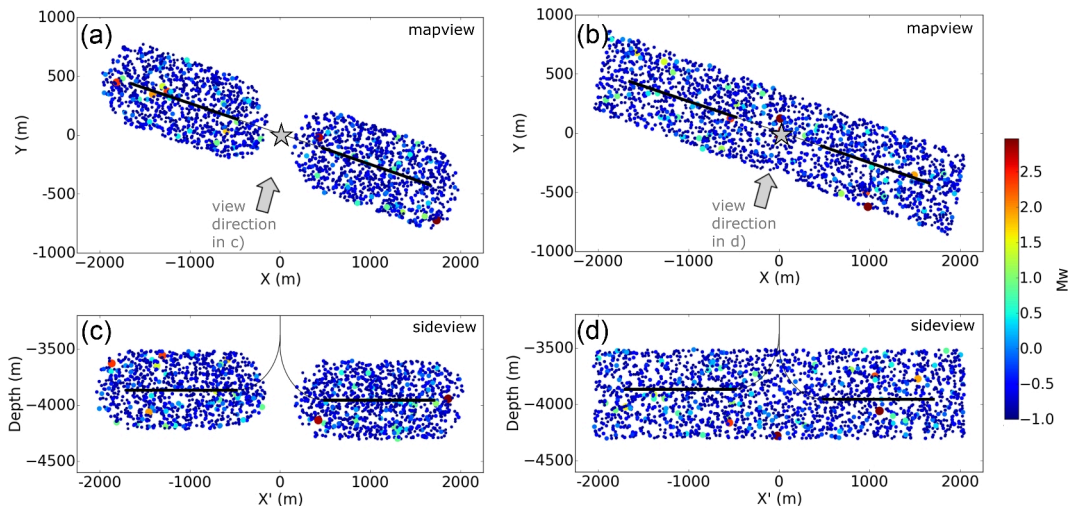 (a)
mapview
1000
500
0
-500
1000
Y (m)
−2000
−1000
0
1000
2000
X (m)
view
direction
in c)
(b)
mapview
1000
500
0
-500
-1000
Y (m)
−2000
−1000
0
1000
2000
X (m)
view
direction
in d)
(c)
sideview
−3500
−4000
−4500
Depth (m)
-2000
-1000
0
1000
2000
X' (m)
(d)
sideview
−3500
−4000
−4500
Depth (m)
-2000
-1000
0
1000
2000
X' (m)
2.5
2.0
1.5
1.0
0.5
0.0
−0.5
−1.0
Mw